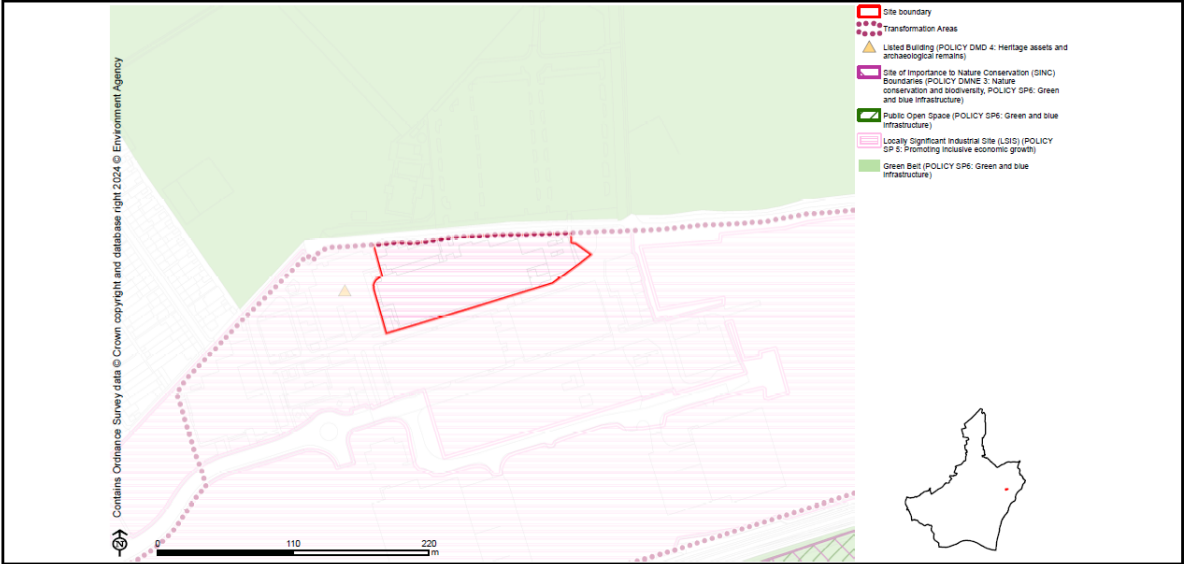 Site boundary
Transformation Areas
Listed Building (POLICY DMD 4: Heritage assets and
archaeological remains)
Site of Importance to Nature Conservation (SINC)
Boundaries (POLICY DMNE 3: Nature
conservation and biodiversity, POLICY SP6: Green
and blue infrastructure)
Public Open Space (POLICY SP6: Green and blue
infrastructure)
Locally Significant Industrial Site (LSIS) (POLICY
SP 5: Promoting inclusive economic growth)
Green Belt (POLICY SP6: Green and blue
infrastructure)
Contains Ordnance Survey data © Crown copyright and database right 2024 © Environment Agency
N
0 110 220
m